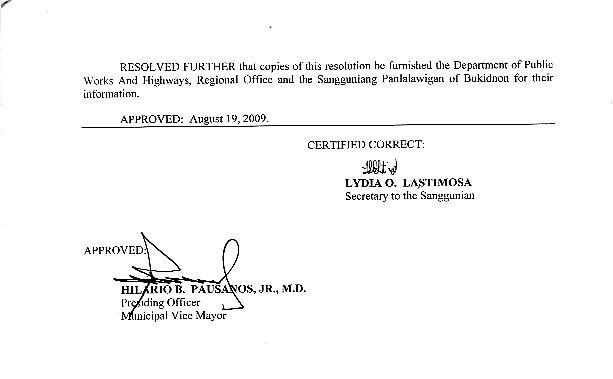 RESOLVED FURTHER that copies of this resolution be furnished the Department of Public
Works And Highways, Regional Office and the Sangguniang Panlalawigan of Bukidnon for their
information.
APPROVED: August 19, 2009.
CERTIFIED CORRECT:
LYDIA O. LASTIMOSA
Secretary to the Sanggunian
APPROVED:
HILARIO B. PAUSANOS, JR., M.D.
Presiding Officer
Municipal Vice Mayor